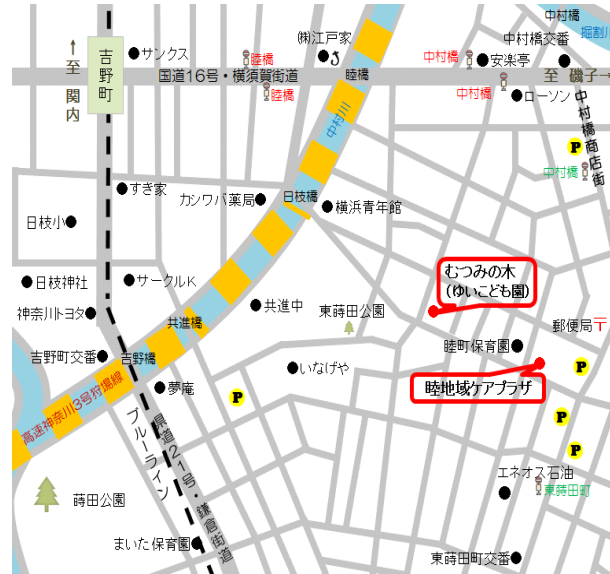 中村橋
堀割川
↑至 関内
吉野町
サンクス
㈱江戸家
睦橋
睦橋
睦橋
国道16号・横須賀街道
中村橋
中村橋
中村橋交番
安楽亭
至 磯子→
ローソン
中村橋商店街
P
中村橋
中村川
すき家
カシワバ薬局
日枝橋
横浜青年館
日枝小
むつみの木
(ゆいこども園)
日枝神社
サークルK
神奈川トヨタ
共進中
共進橋
東蒔田公園
郵便局〒
睦町保育園
吉野町交番
吉野橋
いなげや
夢庵
P
P
睦地域ケアプラザ
高速神奈川3号狩場線
ブルーライン
県道21号・鎌倉街道
P
P
エネオス石油
東蒔田町
蒔田公園
まいた保育園
東蒔田町交番